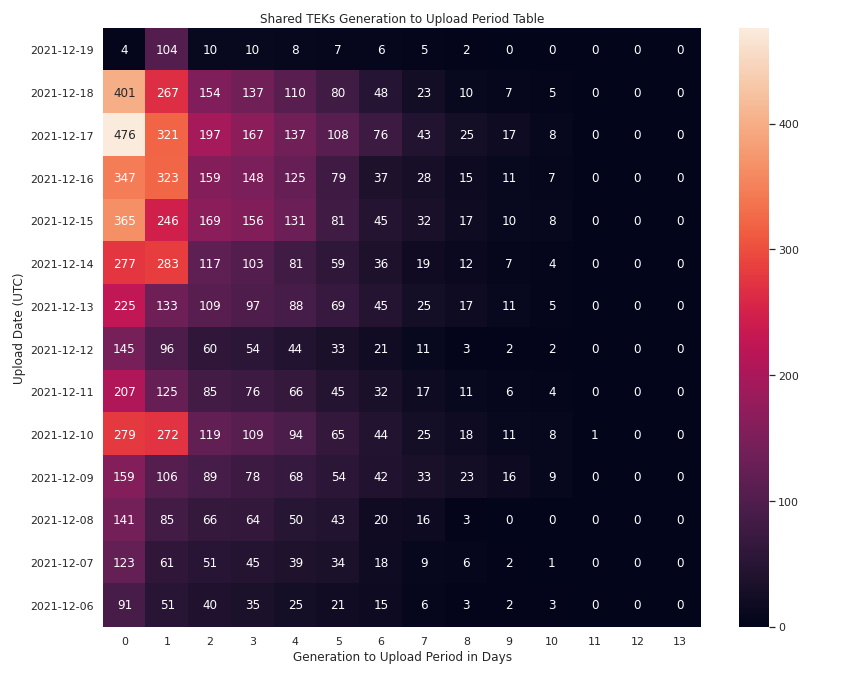 Shared TEKs Generation to Upload Period Table
Upload Date (UTC)
2021-12-19 4 104 10 10 8 7 6 5 2 0 0 0 0 0
2021-12-18 401 267 154 137 110 80 48 23 10 7 5 0 0 0
2021-12-17 476 321 197 167 137 108 76 43 25 17 8 0 0 0
2021-12-16 347 323 159 148 125 79 37 28 15 11 7 0 0 0
2021-12-15 365 246 169 156 131 81 45 32 17 10 8 0 0 0
2021-12-14 277 283 117 103 81 59 36 19 12 7 4 0 0 0
2021-12-13 225 133 109 97 88 69 45 25 17 11 5 0 0 0
2021-12-12 145 96 60 54 44 33 21 11 3 2 2 0 0 0
2021-12-11 207 125 85 76 66 45 32 17 11 6 4 0 0 0
2021-12-10 279 272 119 109 94 65 44 25 18 11 8 1 0 0
2021-12-09 159 106 89 78 68 54 42 33 23 16 9 0 0 0
2021-12-08 141 85 66 64 50 43 20 16 3 0 0 0 0 0
2021-12-07 123 61 51 45 39 34 18 9 6 2 1 0 0 0
2021-12-06 91 51 40 35 25 21 15 6 3 2 3 0 0 0
0 1 2 3 4 5 6 7 8 9 10 11 12 13
Generation to Upload Period in Days
400
300
200
100
0